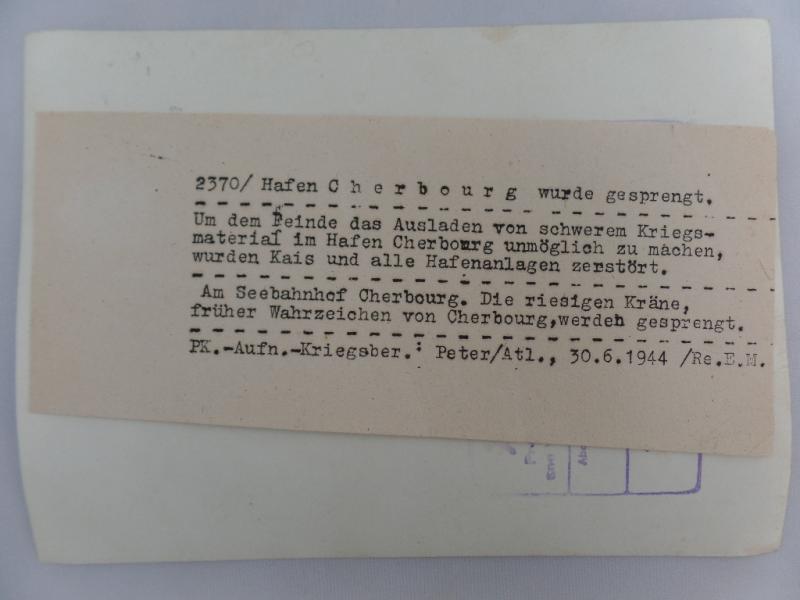 2370/ Hafen C h e r b o u r g wurde gesprengt.
Um dem Feinde das Ausladen von schwerem Kriegs-
material im Hafen Cherbourg unmöglich zu machen,
wurden Kais und alle Hafenanlagen zerstört.
Am Seebahnhof Cherbourg. Die riesigen Kräne,
früher Wahrzeichen von Cherbourg,werden gesprengt.
PK.-Aufn.-Kriegsber.: Peter/Atl., 30.6.1944 /Re.E.M.